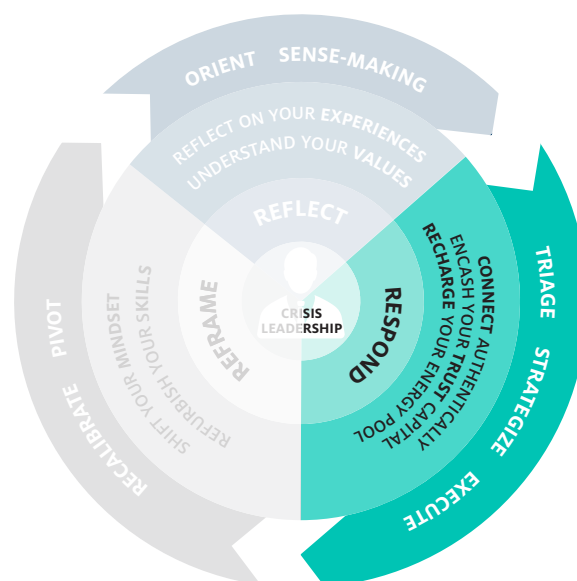 ORIENT SENSE-MAKING
REFLECT ON YOUR EXPERIENCES
UNDERSTAND YOUR VALUES
REFLECT
TRIAGE STRATEGIZE EXECUTE
CONNECT AUTHENTICALLY
ENCASH YOUR TRUST CAPITAL
RECHARGE YOUR ENERGY POOL
RESPOND
CRISIS
LEADERSHIP
REFRAME
SHIFT YOUR MINDSET
REFURBISH YOUR SKILLS
RECALIBRATE PIVOT